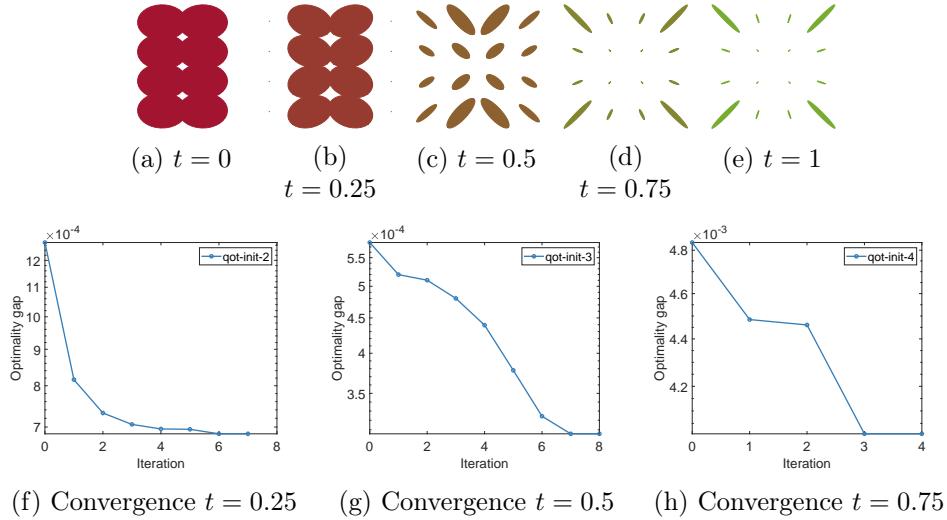 (a) t = 0
(b)
t = 0.25
(c) t = 0.5
(d)
t = 0.75
(e) t = 1
×10⁻⁴
12
11
10
9
8
7
Optimality gap
qot-init-2
0 2 4 6 8
Iteration
(f) Convergence t = 0.25
×10⁻⁴
5.5
5
4.5
4
3.5
Optimality gap
qot-init-3
0 2 4 6 8
Iteration
(g) Convergence t = 0.5
×10⁻³
4.8
4.6
4.4
4.2
Optimality gap
qot-init-4
0 1 2 3 4
Iteration
(h) Convergence t = 0.75